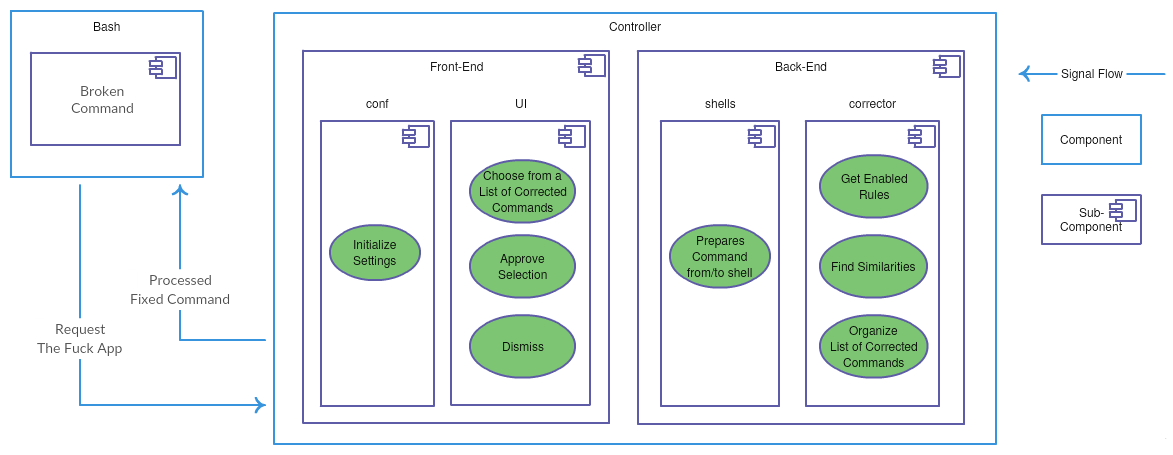 Bash
Broken
Command
Request
The Fuck App
Processed
Fixed Command
Controller
Front-End
conf
Initialize
Settings
UI
Choose from a
List of Corrected
Commands
Approve
Selection
Dismiss
Back-End
shells
Prepares
Command
from/to shell
corrector
Get Enabled
Rules
Find Similarities
Organize
List of Corrected
Commands
Signal Flow
Component
Sub-
Component